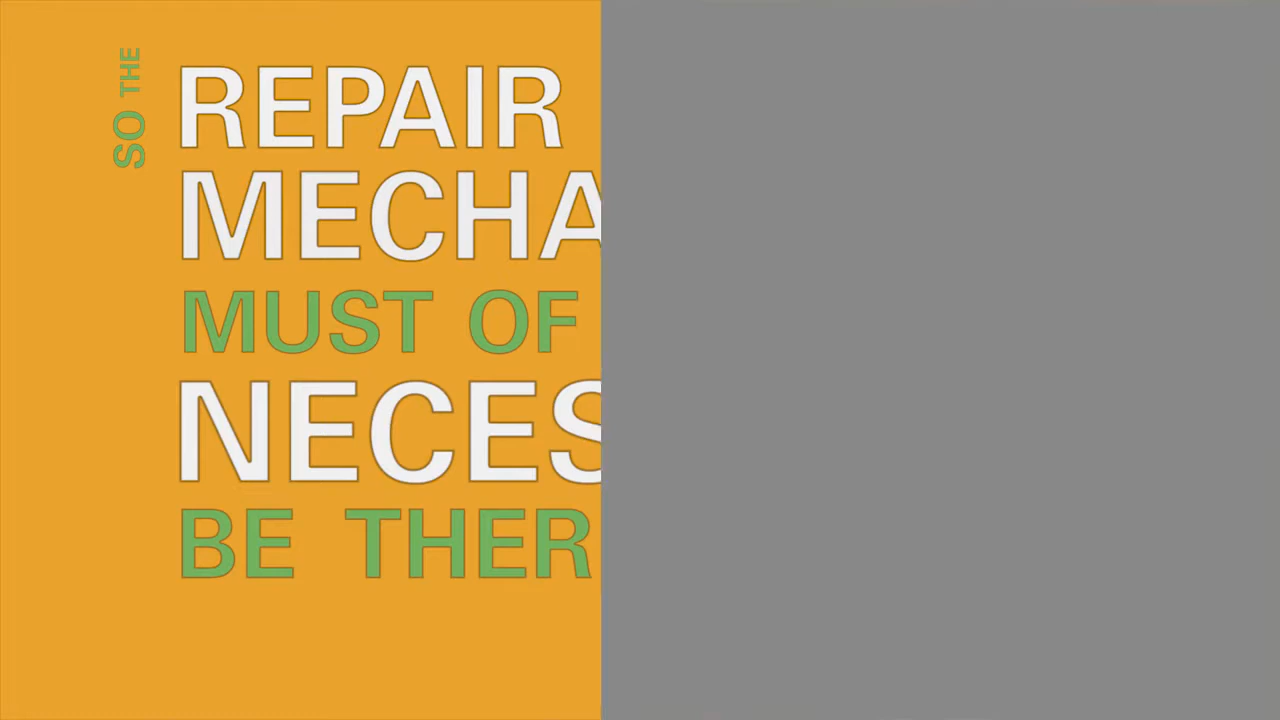 SO THE
REPAIR
MECHA
MUST OF
NECES
BE THER